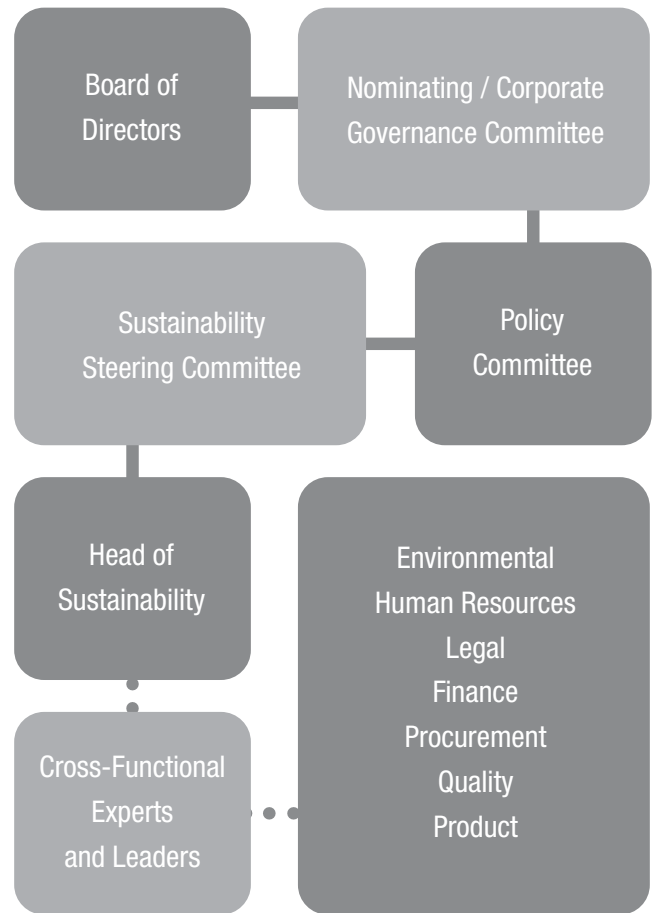 Board of
Directors
Nominating / Corporate
Governance Committee
Sustainability
Steering Committee
Policy
Committee
Head of
Sustainability
Environmental
Human Resources
Legal
Finance
Procurement
Quality
Product
Cross-Functional
Experts
and Leaders